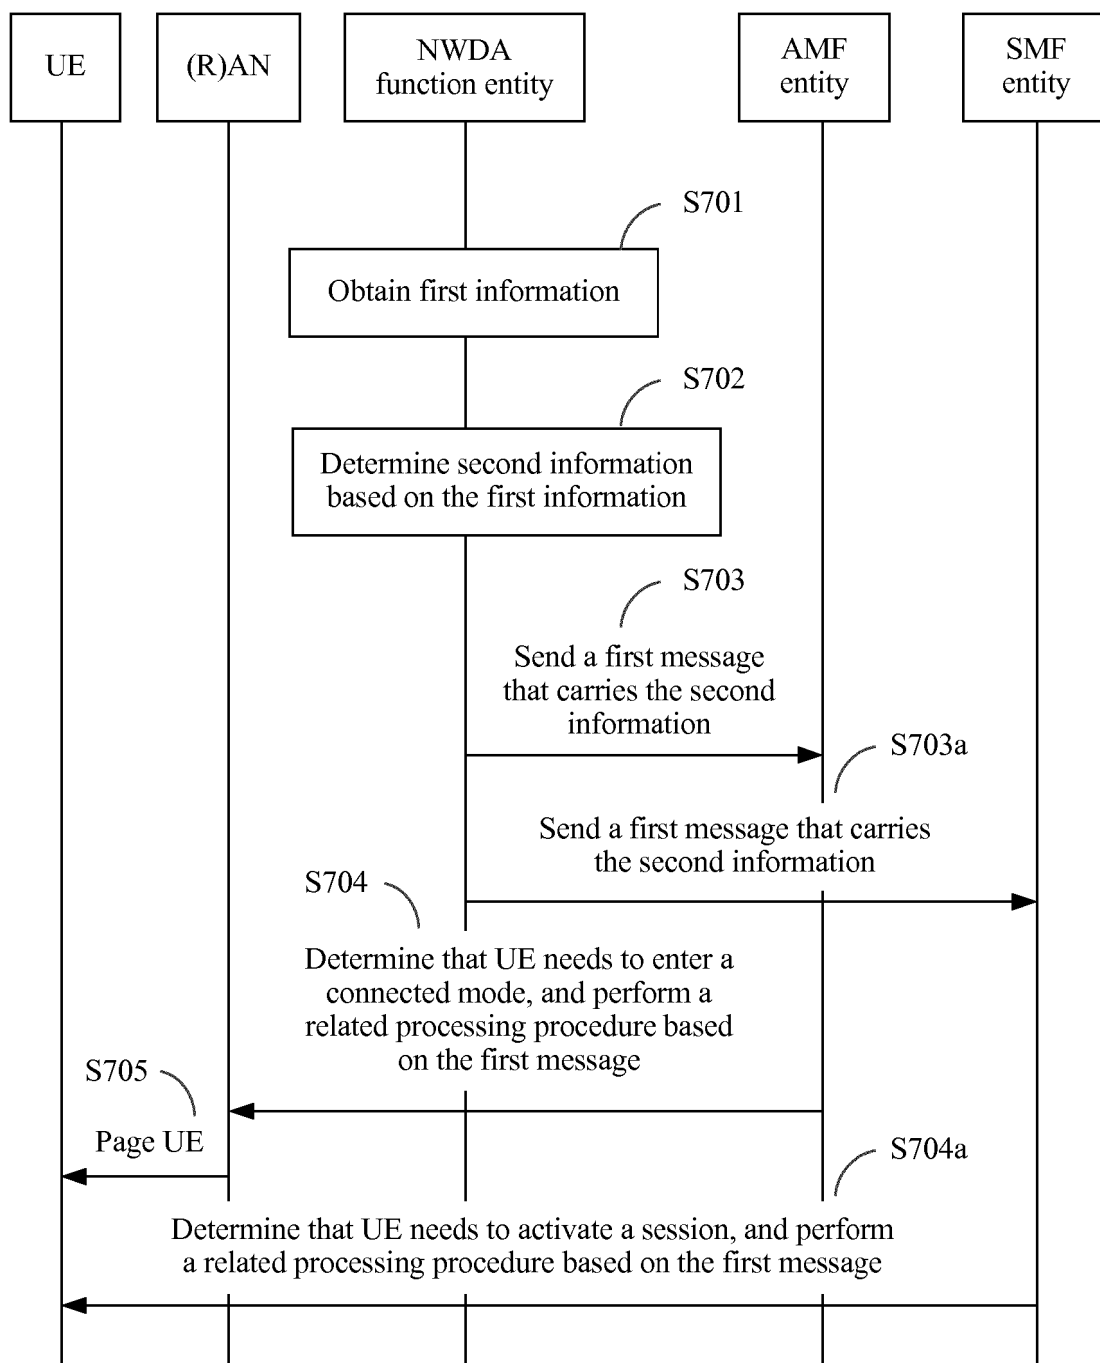 UE
(R)AN
NWDA
function entity
AMF
entity
SMF
entity
S701
Obtain first information
S702
Determine second information
based on the first information
S703
Send a first message
that carries the second
information
S703a
Send a first message that carries
the second information
S704
Determine that UE needs to enter a
connected mode, and perform a
related processing procedure based
on the first message
S705
Page UE
S704a
Determine that UE needs to activate a session, and perform
a related processing procedure based on the first message